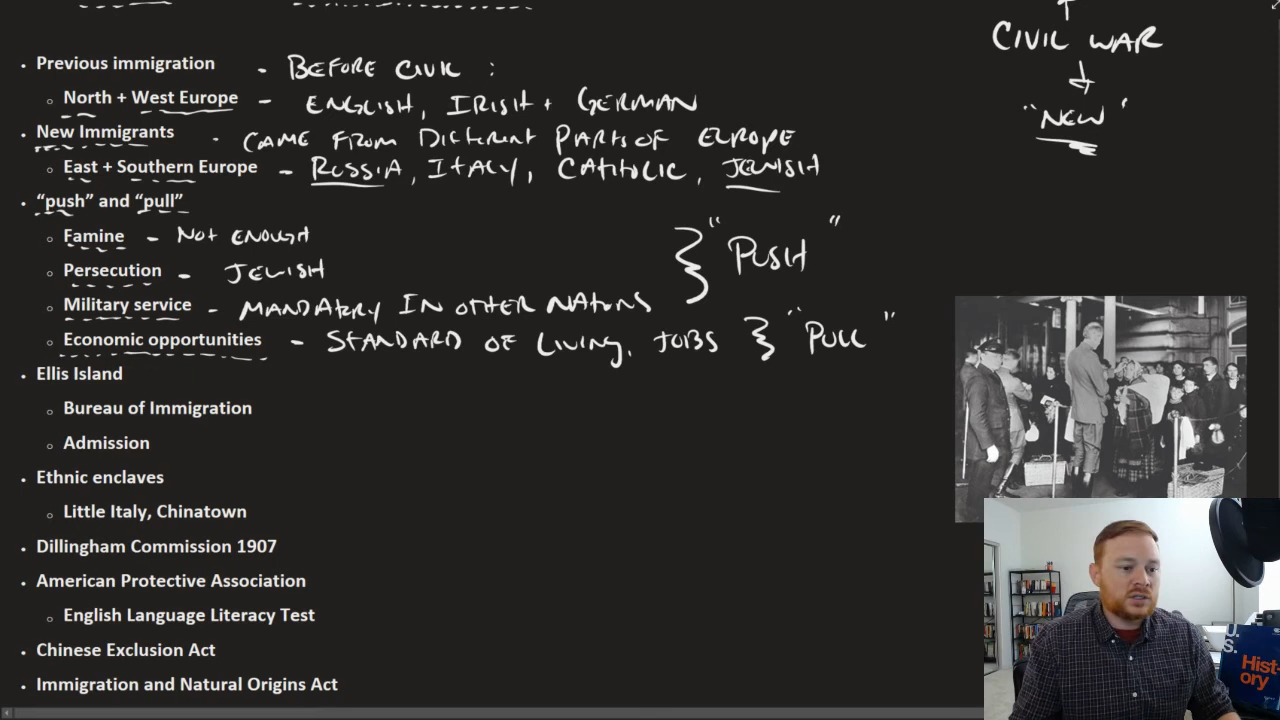 CIVIL WAR
"NEW"
• Previous immigration - BEFORE CIVIL :
○ North + West Europe - ENGLISH, IRISH + GERMAN
• New Immigrants - CAME FROM DIFFERENT PARTS OF EUROPE
○ East + Southern Europe - RUSSIA, ITALY, CATHOLIC, JEWISH
• “push” and “pull”
○ Famine - NOT ENOUGH
○ Persecution - JEWISH
○ Military service - MANDATRY IN OTHER NATIONS } "PUSH"
○ Economic opportunities - STANDARD OF LIVING, JOBS } "PULL"
• Ellis Island
○ Bureau of Immigration
○ Admission
• Ethnic enclaves
○ Little Italy, Chinatown
• Dillingham Commission 1907
• American Protective Association
○ English Language Literacy Test
• Chinese Exclusion Act
• Immigration and Natural Origins Act
U.
s.
Hist-
ory